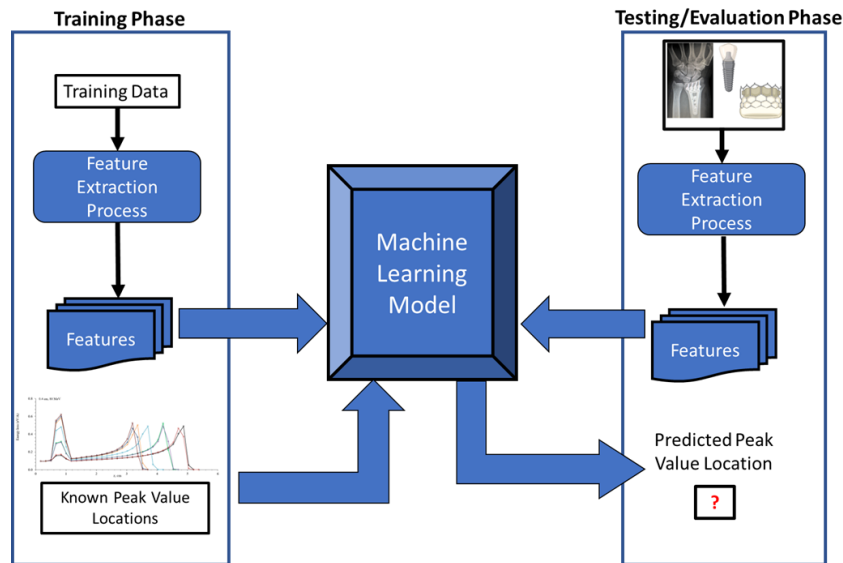 Training Phase
Testing/Evaluation Phase
Training Data
Feature
Extraction
Process
Features
Known Peak Value
Locations
Machine
Learning
Model
Feature
Extraction
Process
Features
Predicted Peak
Value Location
?